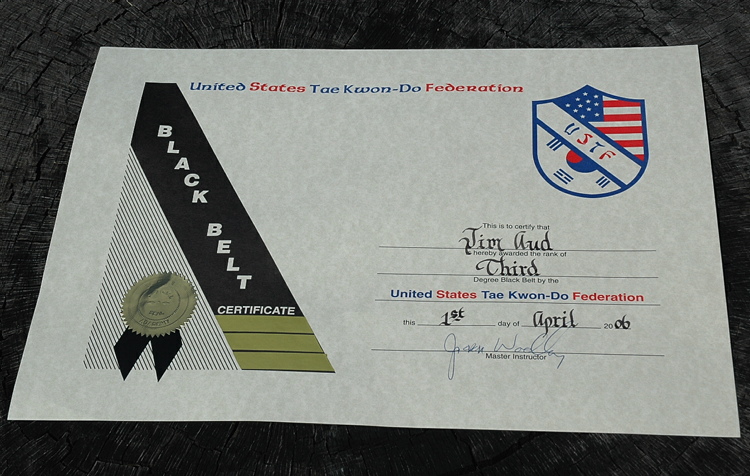 United States Tae Kwon-Do Federation
BLACK BELT
CERTIFICATE
USTF
This is to certify that
Jim Aud
hereby awarded the rank of
Third
Degree Black Belt by the
United States Tae Kwon-Do Federation
this 1st day of April 2006
Master Instructor